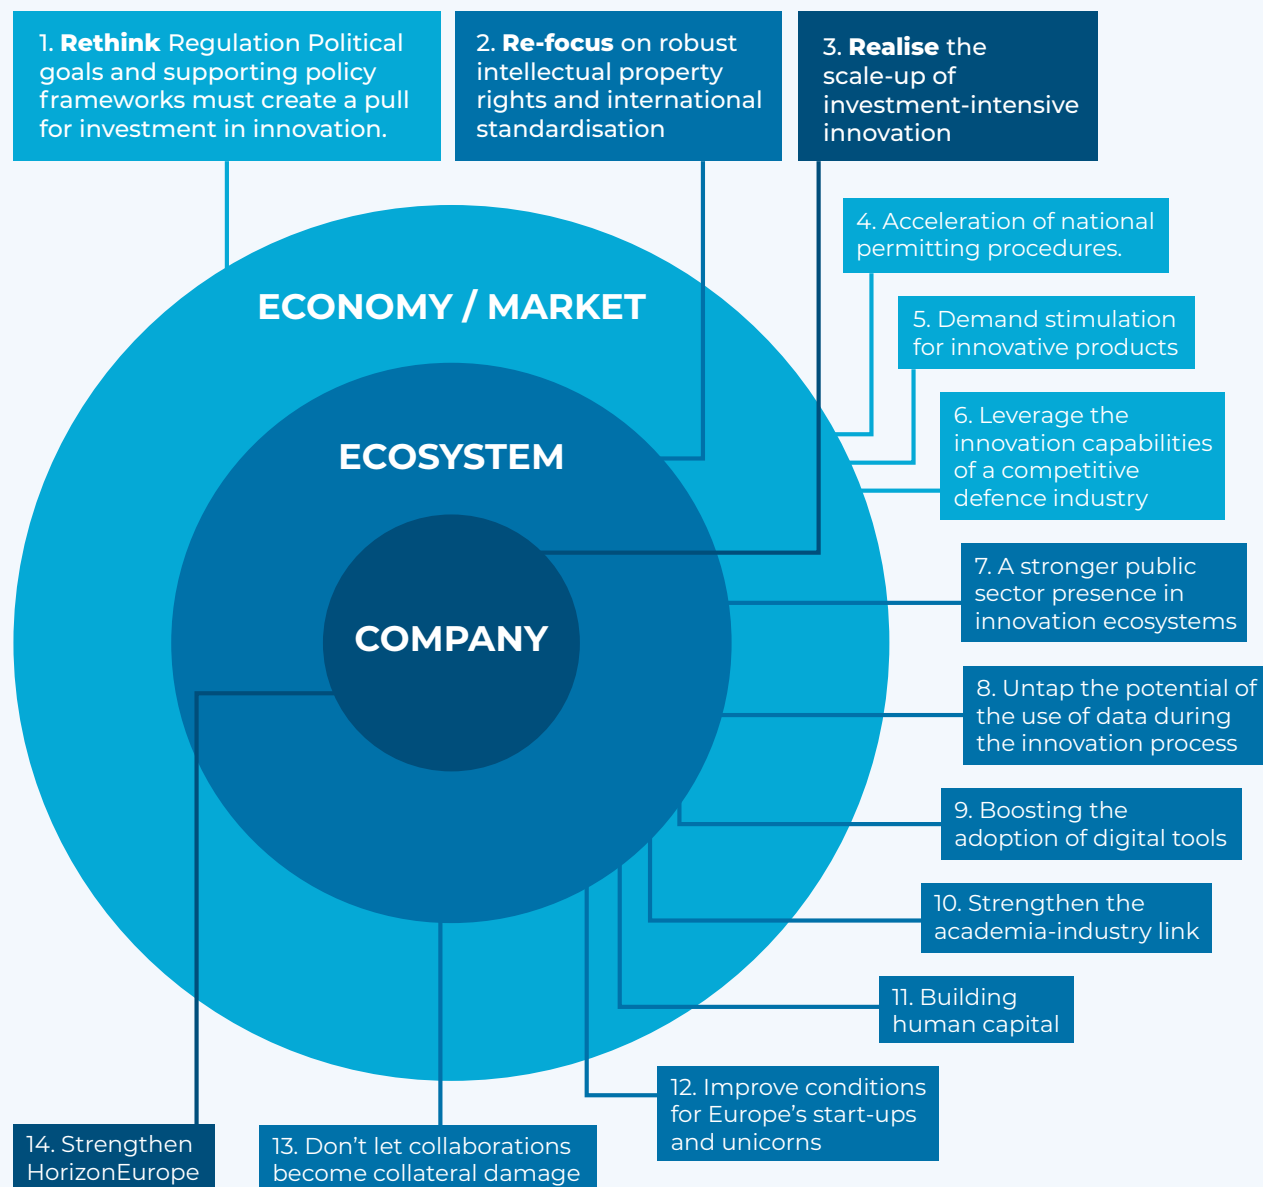 1. Rethink Regulation Political
goals and supporting policy
frameworks must create a pull
for investment in innovation.
2. Re-focus on robust
intellectual property
rights and international
standardisation
3. Realise the
scale-up of
investment-intensive
innovation
4. Acceleration of national
permitting procedures.
ECONOMY / MARKET
5. Demand stimulation
for innovative products
6. Leverage the
innovation capabilities
of a competitive
defence industry
ECOSYSTEM
7. A stronger public
sector presence in
innovation ecosystems
COMPANY
8. Untap the potential of
the use of data during
the innovation process
9. Boosting the
adoption of digital tools
10. Strengthen the
academia-industry link
11. Building
human capital
12. Improve conditions
for Europe’s start-ups
and unicorns
13. Don’t let collaborations
become collateral damage
14. Strengthen
HorizonEurope